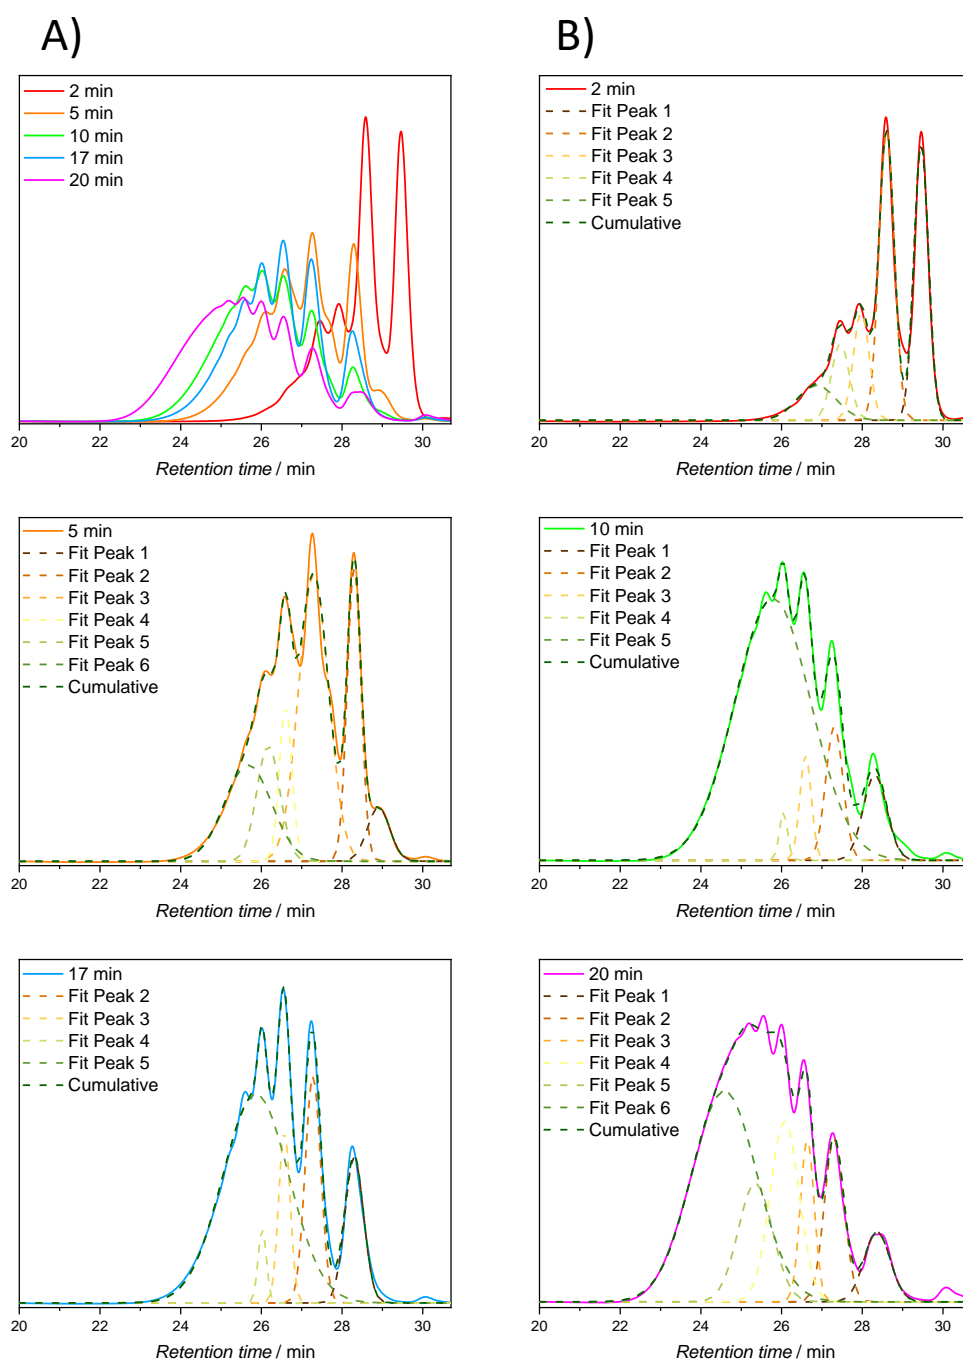 A)
B)
2 min
5 min
10 min
17 min
20 min
20 22 24 26 28 30
Retention time / min
2 min
Fit Peak 1
Fit Peak 2
Fit Peak 3
Fit Peak 4
Fit Peak 5
Cumulative
20 22 24 26 28 30
Retention time / min
5 min
Fit Peak 1
Fit Peak 2
Fit Peak 3
Fit Peak 4
Fit Peak 5
Fit Peak 6
Cumulative
20 22 24 26 28 30
Retention time / min
10 min
Fit Peak 1
Fit Peak 2
Fit Peak 3
Fit Peak 4
Fit Peak 5
Cumulative
20 22 24 26 28 30
Retention time / min
17 min
Fit Peak 2
Fit Peak 3
Fit Peak 4
Fit Peak 5
Cumulative
20 22 24 26 28 30
Retention time / min
20 min
Fit Peak 1
Fit Peak 2
Fit Peak 3
Fit Peak 4
Fit Peak 5
Fit Peak 6
Cumulative
20 22 24 26 28 30
Retention time / min